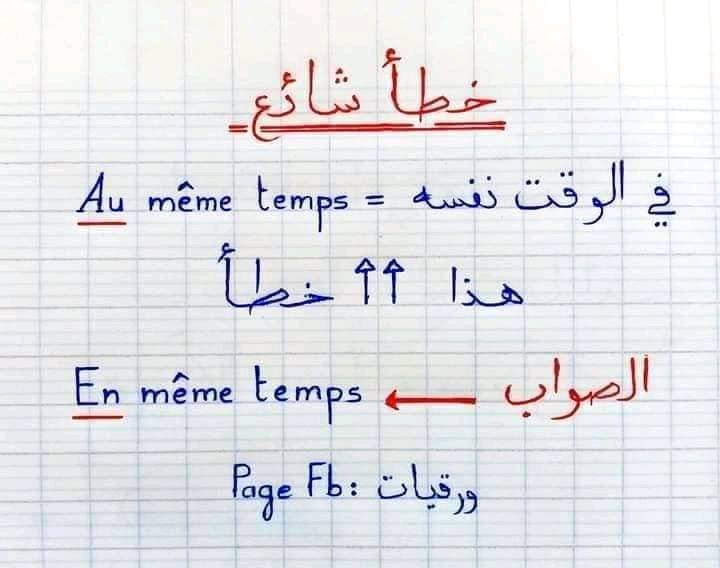 خطأ شائع
Au même temps = في الوقت نفسه
هذا ↑↑ خطأ
En même temps ← الصواب
Page Fb: ورقيات